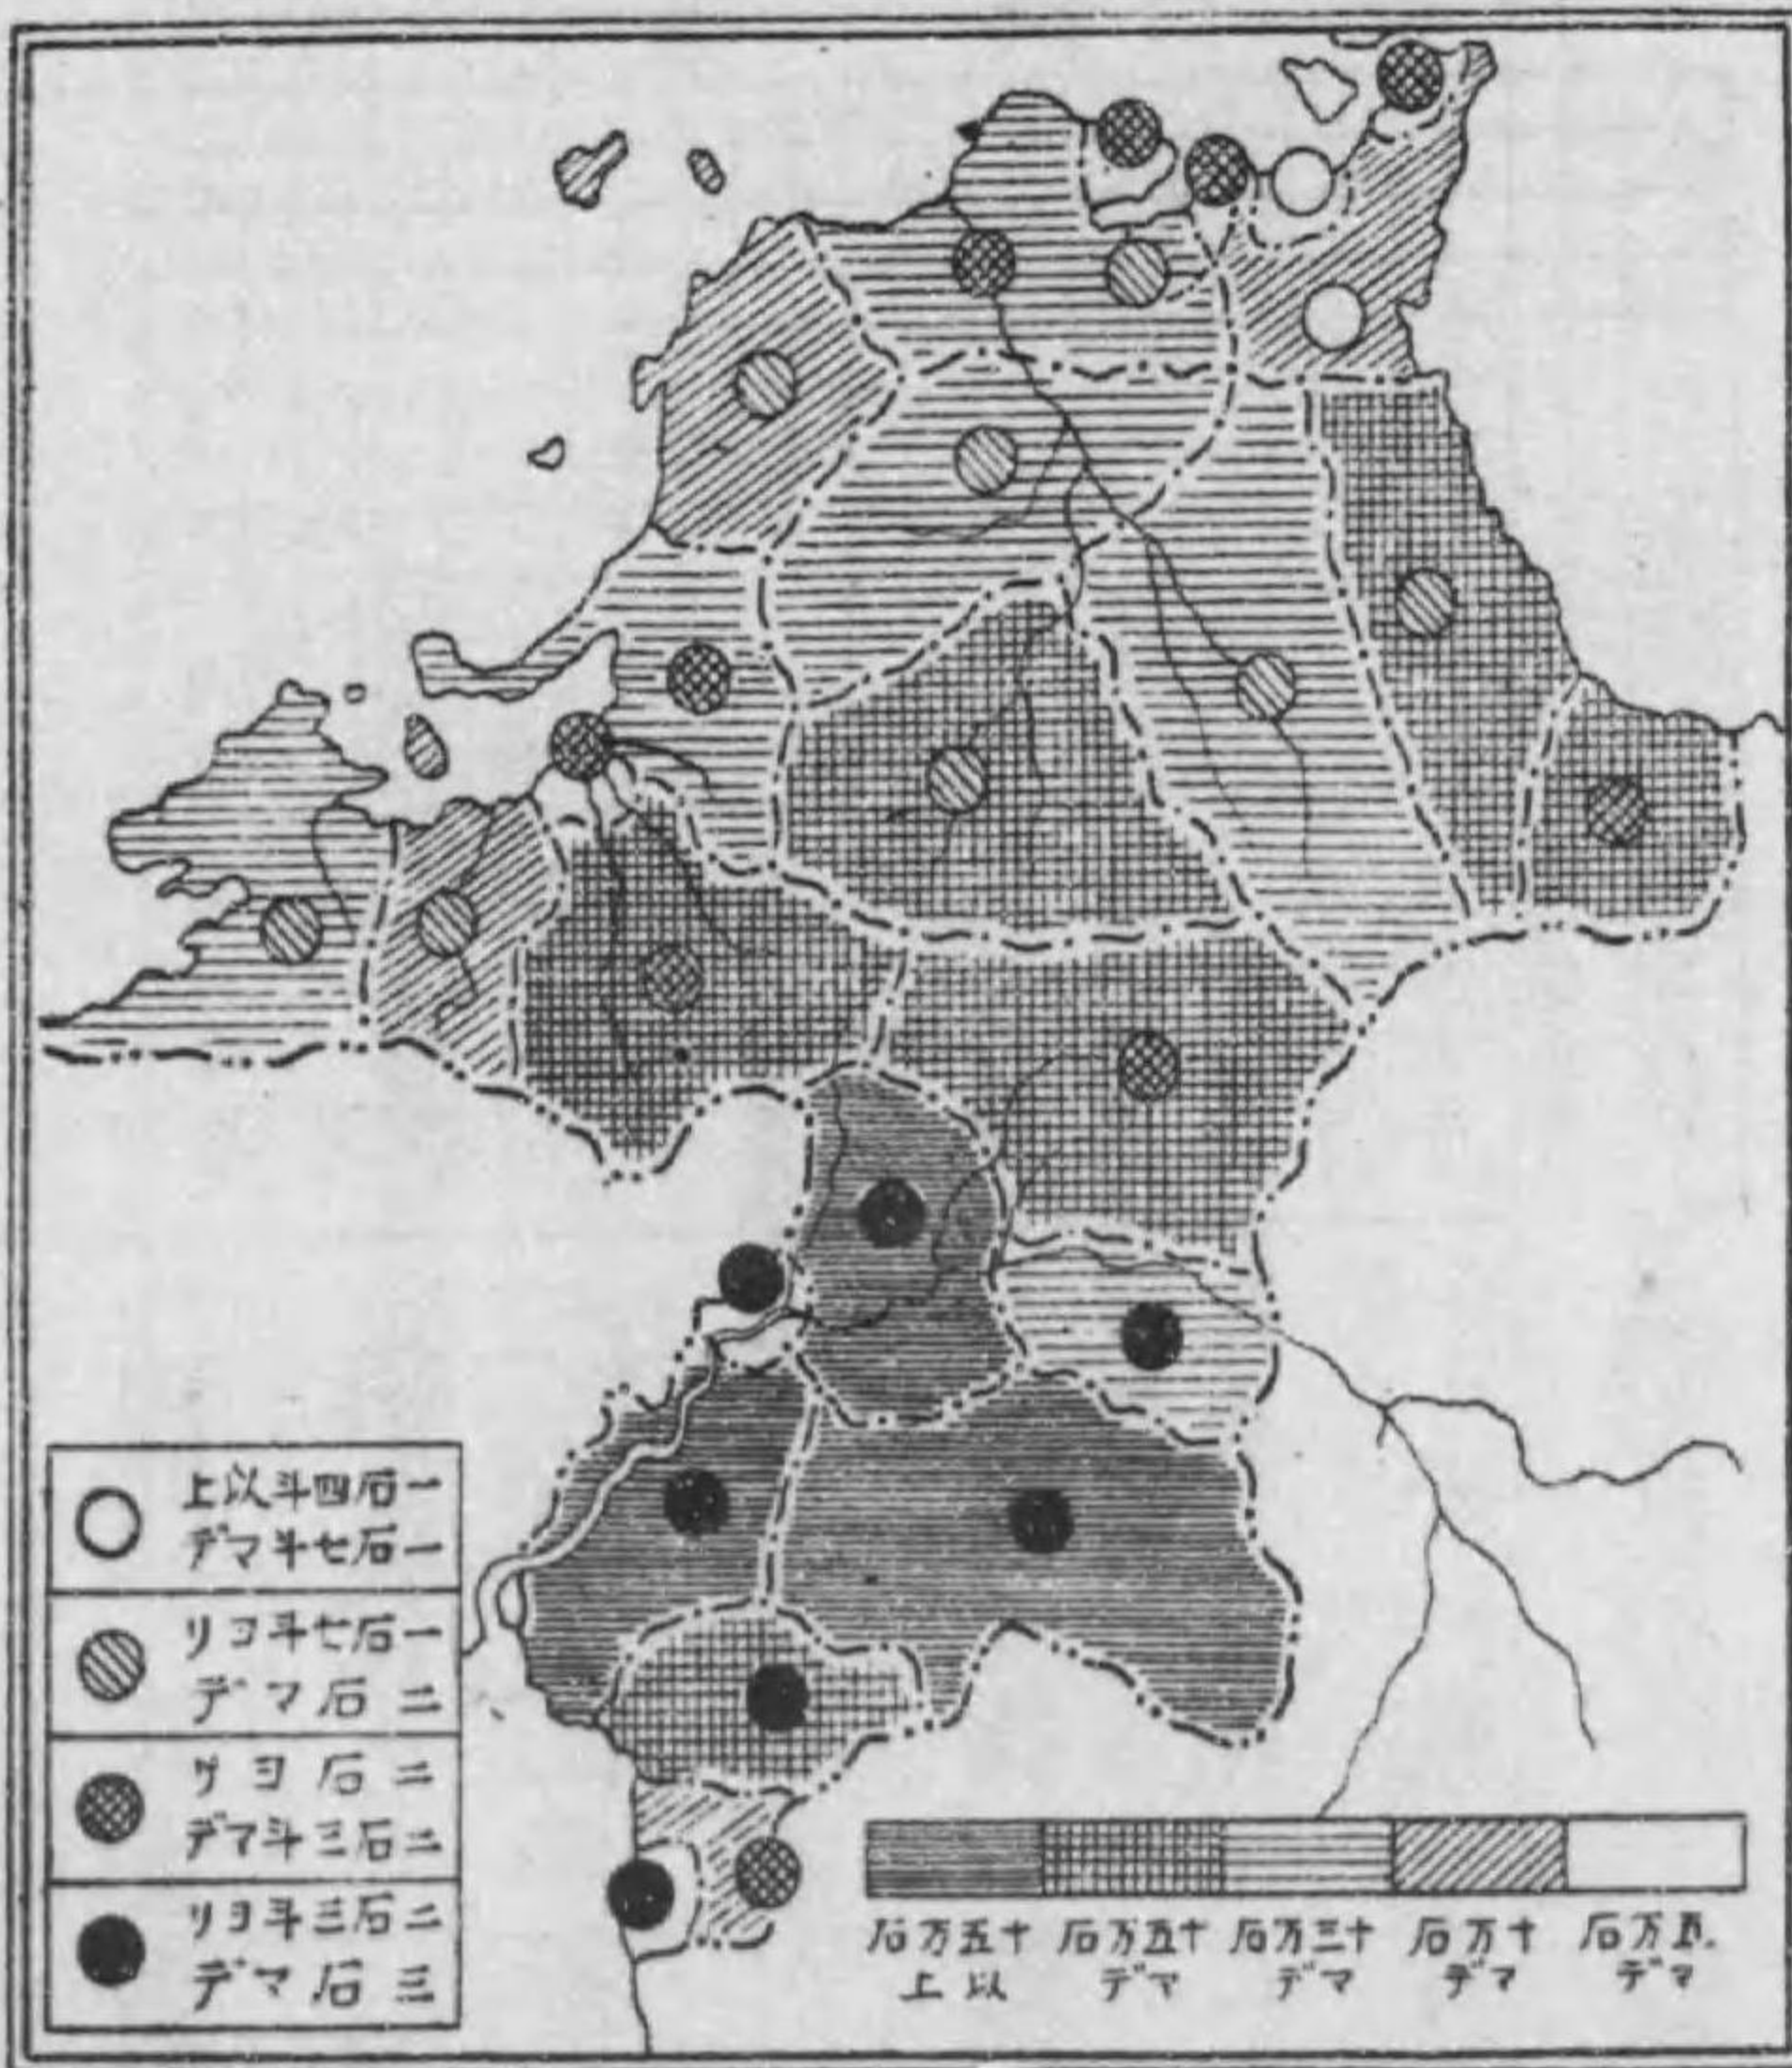 一石四斗以上
一石七斗マデ
一石七斗ヨリ
二石マデ
二石ヨリ
二石三斗マデ
二石三斗ヨリ
三石マデ
五万石
マデ
十万石
マデ
十三万石
マデ
十五万石
マデ
十五万石
以上